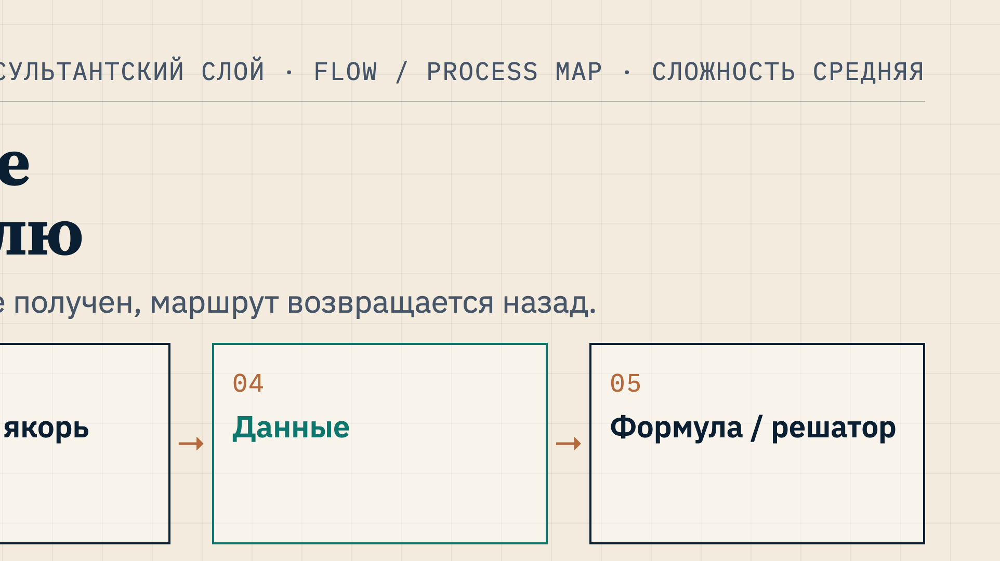 СУЛЬТАНТСКИЙ СЛОЙ · FLOW / PROCESS MAP · СЛОЖНОСТЬ СРЕДНЯЯ
е
лю
е получен, маршрут возвращается назад.
якорь
→
04
Данные
→
05
Формула / решатор